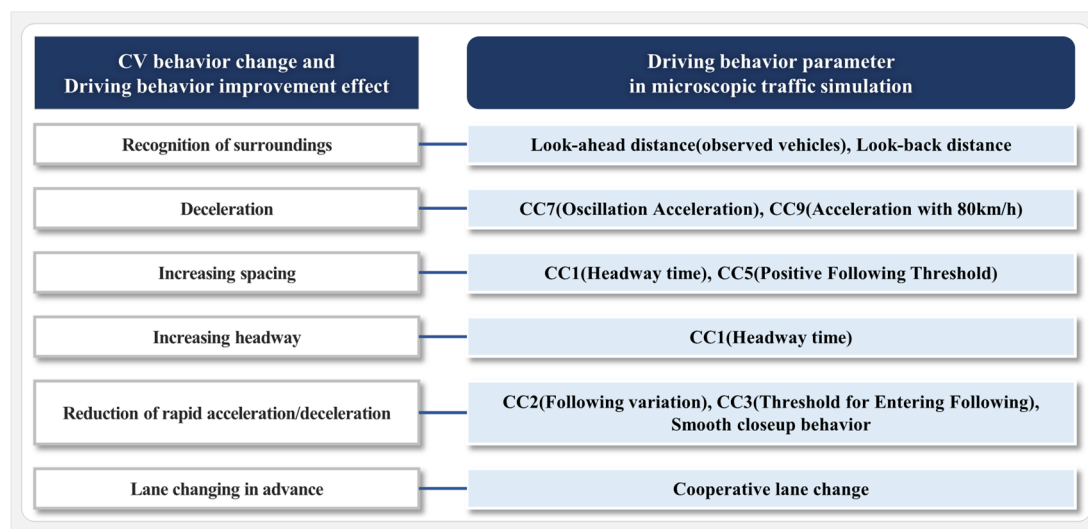 CV behavior change and
Driving behavior improvement effect
Driving behavior parameter
in microscopic traffic simulation
Recognition of surroundings
Look-ahead distance(observed vehicles), Look-back distance
Deceleration
CC7(Oscillation Acceleration), CC9(Acceleration with 80km/h)
Increasing spacing
CC1(Headway time), CC5(Positive Following Threshold)
Increasing headway
CC1(Headway time)
Reduction of rapid acceleration/deceleration
CC2(Following variation), CC3(Threshold for Entering Following),
Smooth closeup behavior
Lane changing in advance
Cooperative lane change